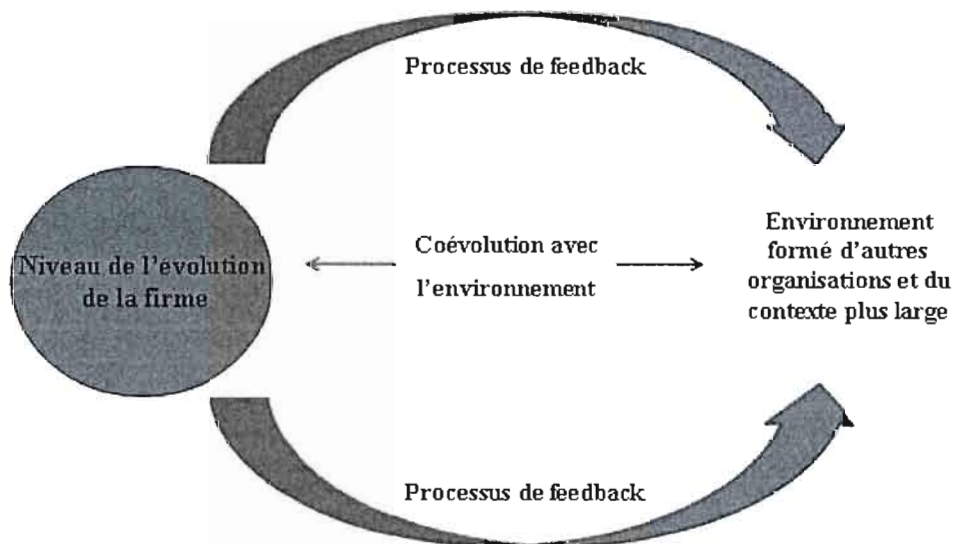 Processus de feedback
Niveau de l'évolution
de la firme
Coévolution avec
l'environnement
Environnement
formé d'autres
organisations et du
contexte plus large
Processus de feedback